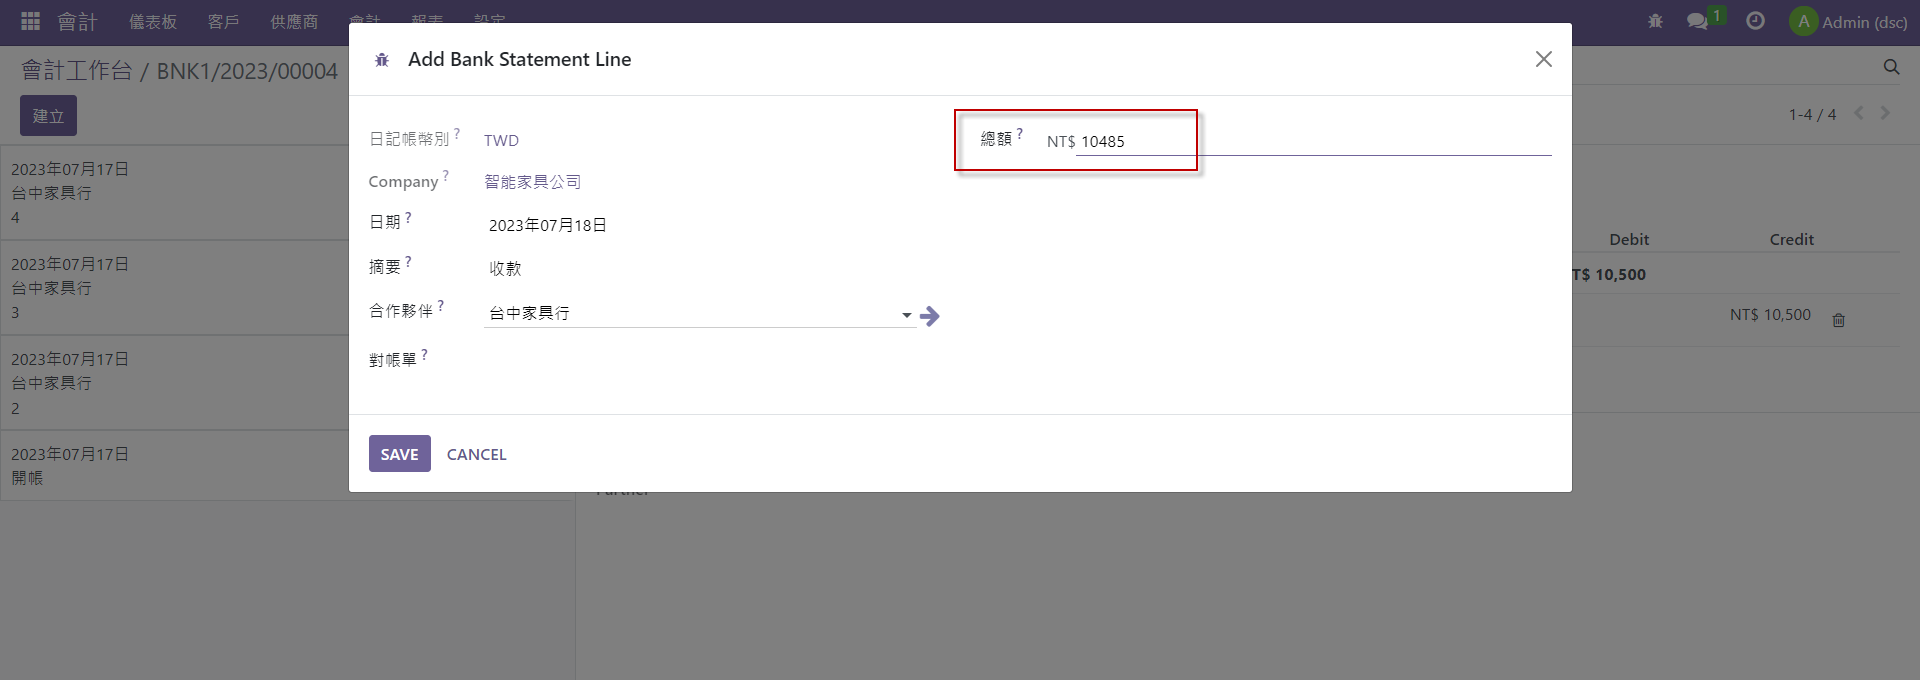 會計 儀表板 客戶 供應商 會計 報表 設定 1 A Admin (dsc)
會計工作台 / BNK1/2023/00004
建立
1-4 / 4
2023年07月17日
台中家具行
4
2023年07月17日
台中家具行
3
2023年07月17日
台中家具行
2
2023年07月17日
開帳
Add Bank Statement Line
日記帳幣別 ? TWD
總額 ? NT$ 10485
Company ? 智能家具公司
日期 ? 2023年07月18日
摘要 ? 收款
合作夥伴 ? 台中家具行
對帳單 ?
SAVE CANCEL
Debit Credit
T$ 10,500
NT$ 10,500